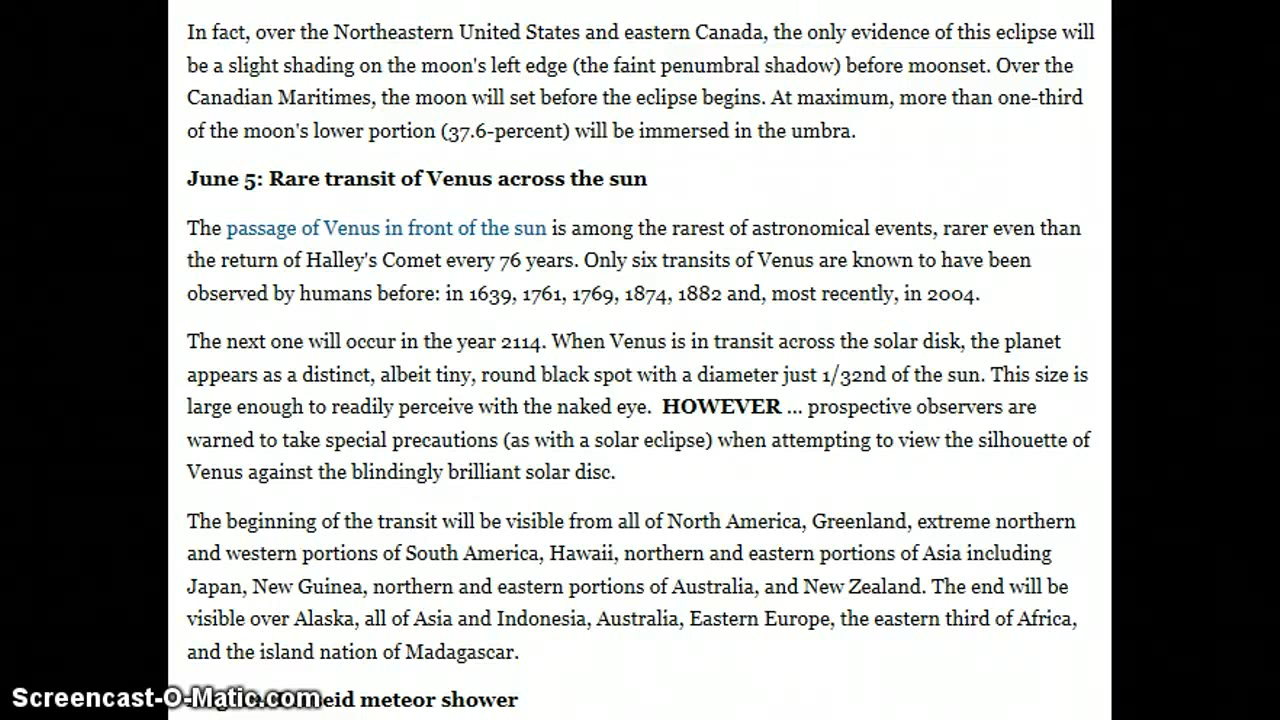 In fact, over the Northeastern United States and eastern Canada, the only evidence of this eclipse will
be a slight shading on the moon's left edge (the faint penumbral shadow) before moonset. Over the
Canadian Maritimes, the moon will set before the eclipse begins. At maximum, more than one-third
of the moon's lower portion (37.6-percent) will be immersed in the umbra.
June 5: Rare transit of Venus across the sun
The passage of Venus in front of the sun is among the rarest of astronomical events, rarer even than
the return of Halley's Comet every 76 years. Only six transits of Venus are known to have been
observed by humans before: in 1639, 1761, 1769, 1874, 1882 and, most recently, in 2004.
The next one will occur in the year 2114. When Venus is in transit across the solar disk, the planet
appears as a distinct, albeit tiny, round black spot with a diameter just 1/32nd of the sun. This size is
large enough to readily perceive with the naked eye. HOWEVER ... prospective observers are
warned to take special precautions (as with a solar eclipse) when attempting to view the silhouette of
Venus against the blindingly brilliant solar disc.
The beginning of the transit will be visible from all of North America, Greenland, extreme northern
and western portions of South America, Hawaii, northern and eastern portions of Asia including
Japan, New Guinea, northern and eastern portions of Australia, and New Zealand. The end will be
visible over Alaska, all of Asia and Indonesia, Australia, Eastern Europe, the eastern third of Africa,
and the island nation of Madagascar.
Screencast-O-Matic.com
meteor shower